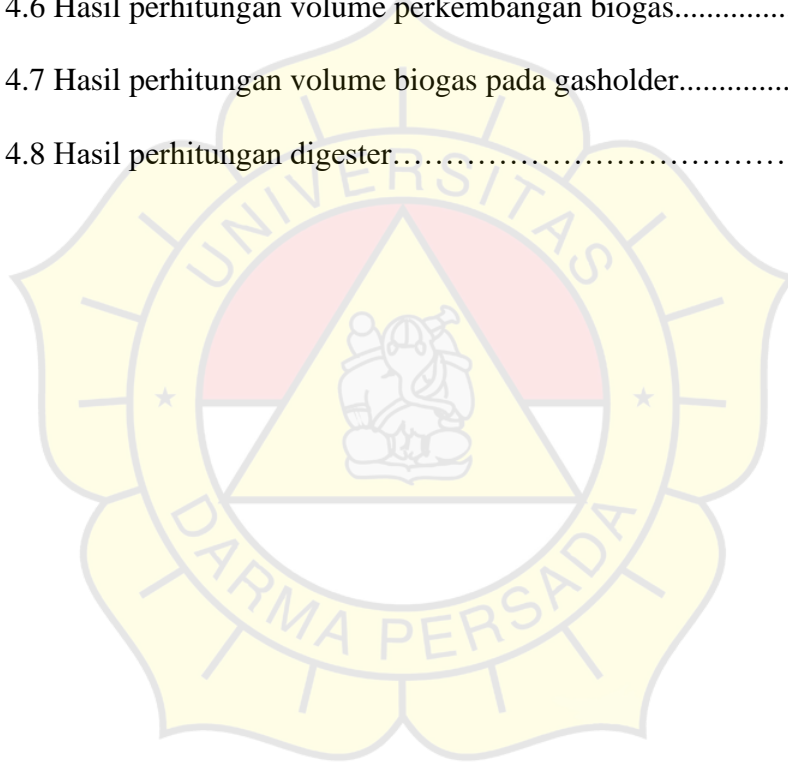 4.6 Hasil perhitungan volume perkembangan biogas..............
4.7 Hasil perhitungan volume biogas pada gasholder..............
4.8 Hasil perhitungan digester…………………………………
UNIVERSITAS
DARMA PERSADA